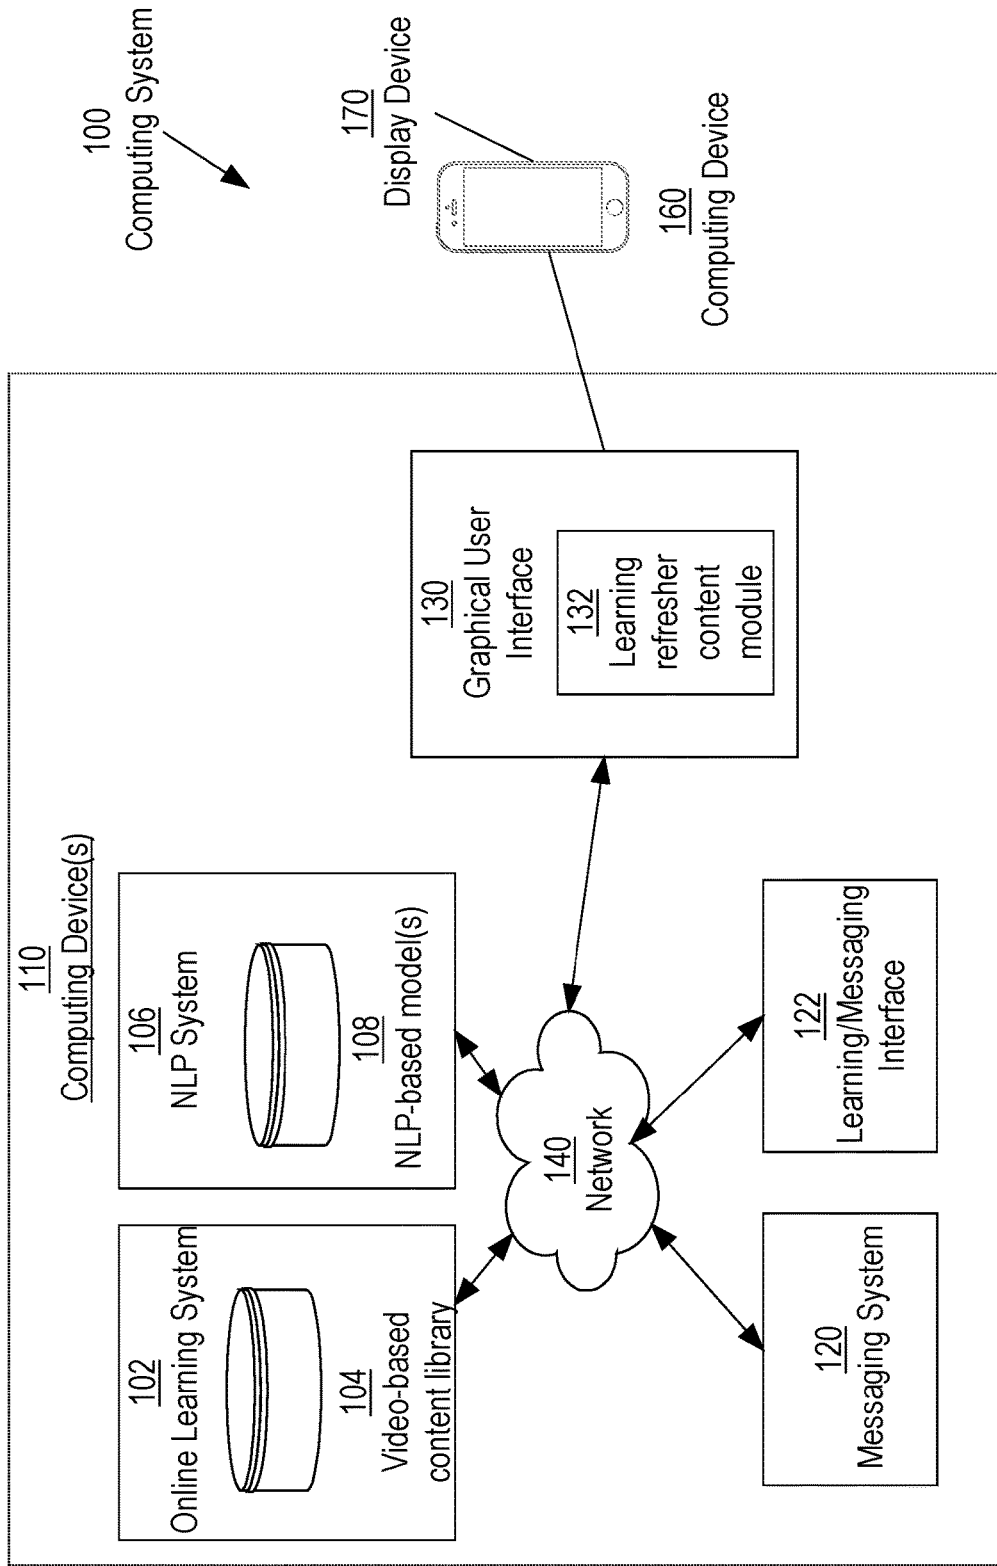 100
Computing System
110
Computing Device(s)
102
Online Learning System
104
Video-based
content library
106
NLP System
108
NLP-based model(s)
140
Network
120
Messaging System
122
Learning/Messaging
Interface
130
Graphical User
Interface
132
Learning
refresher
content
module
170
Display Device
160
Computing Device